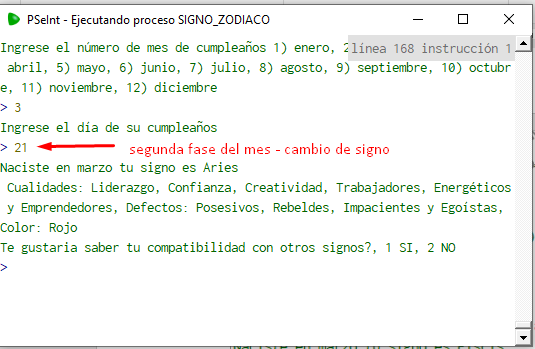 PSeInt - Ejecutando proceso SIGNO_ZODIACO
línea 168 instrucción 1
Ingrese el número de mes de cumpleaños 1) enero, 2
abril, 5) mayo, 6) junio, 7) julio, 8) agosto, 9) septiembre, 10) octubr
e, 11) noviembre, 12) diciembre
> 3
Ingrese el día de su cumpleaños
> 21
segunda fase del mes - cambio de signo
Naciste en marzo tu signo es Aries
Cualidades: Liderazgo, Confianza, Creatividad, Trabajadores, Energéticos
y Emprendedores, Defectos: Posesivos, Rebeldes, Impacientes y Egoístas,
Color: Rojo
Te gustaria saber tu compatibilidad con otros signos?, 1 SI, 2 NO
>